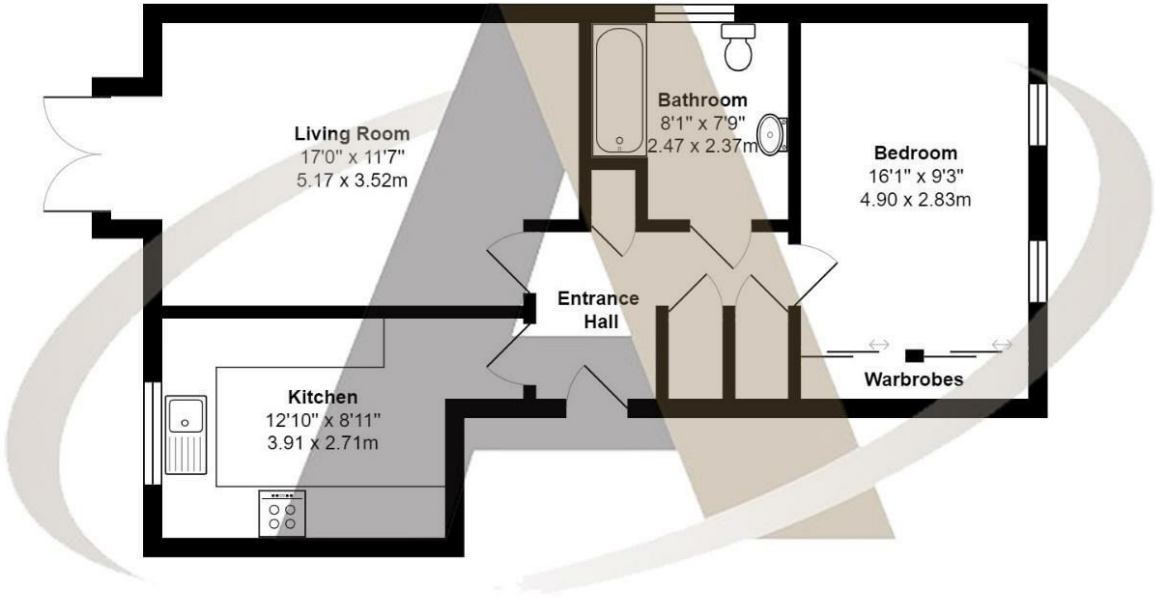 Living Room
17'0" x 11'7"
5.17 x 3.52m
Bathroom
8'1" x 7'9"
2.47 x 2.37m
Bedroom
16'1" x 9'3"
4.90 x 2.83m
Entrance
Hall
Kitchen
12'10" x 8'11"
3.91 x 2.71m
Warbrobes